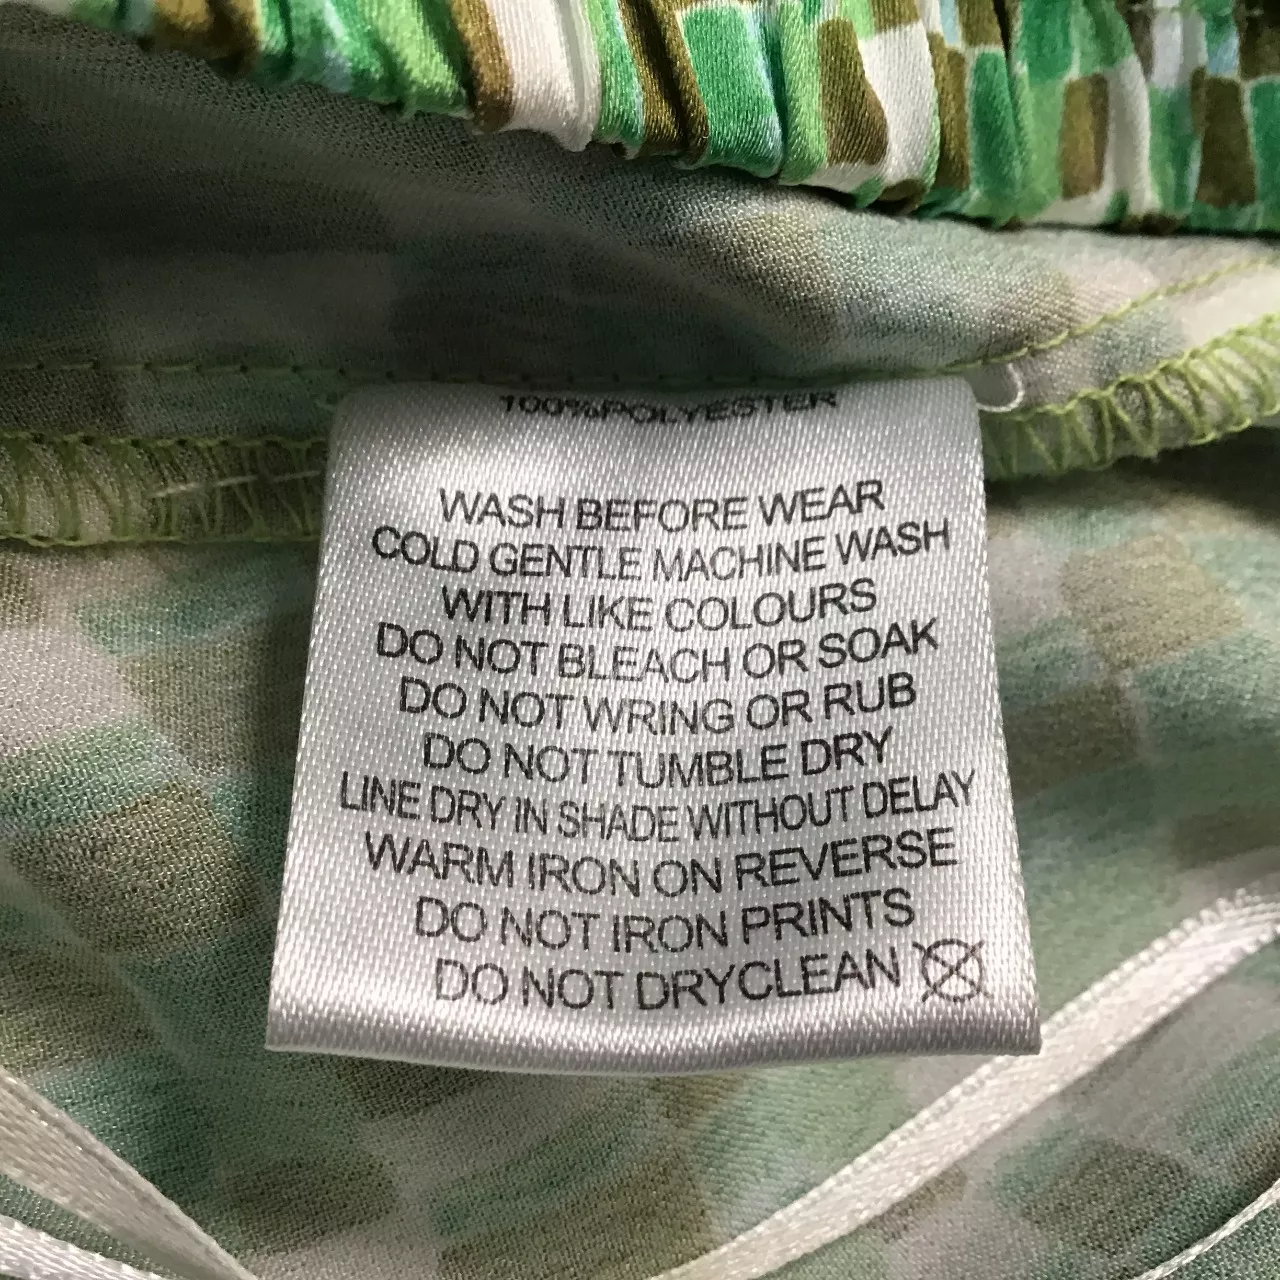 100%POLYESTER
WASH BEFORE WEAR
COLD GENTLE MACHINE WASH
WITH LIKE COLOURS
DO NOT BLEACH OR SOAK
DO NOT WRING OR RUB
DO NOT TUMBLE DRY
LINE DRY IN SHADE WITHOUT DELAY
WARM IRON ON REVERSE
DO NOT IRON PRINTS
DO NOT DRYCLEAN